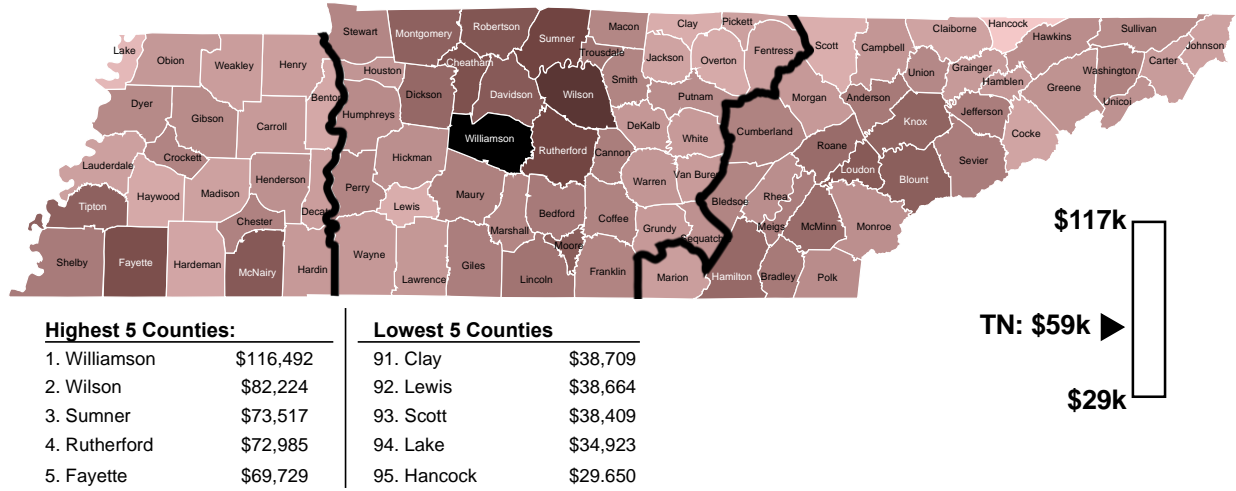 Stewart
Montgomery
Robertson
Sumner
Macon
Clay
Pickett
Trousdale
Jackson
Overton
Fentress
Scott
Campbell
Claiborne
Hancock
Hawkins
Sullivan
Johnson
Lake
Obion
Weakley
Henry
Benton
Houston
Cheatham
Smith
Union
Grainger
Hamblen
Greene
Washington
Carter
Unicoi
Dyer
Gibson
Carroll
Humphreys
Dickson
Davidson
Wilson
Putnam
DeKalb
White
Cumberland
Morgan
Anderson
Knox
Jefferson
Cocke
Lauderdale
Crockett
Haywood
Madison
Henderson
Decat
Perry
Hickman
Williamson
Rutherford
Cannon
Warren
Van Buren
Bledsoe
Rhea
Roane
Loudon
Blount
Sevier
Tipton
Chester
Lewis
Maury
Marshall
Bedford
Coffee
Grundy
Sequatch
Meigs
McMinn
Monroe
Shelby
Fayette
Hardeman
McNairy
Hardin
Wayne
Lawrence
Giles
Lincoln
Moore
Franklin
Marion
Hamilton
Bradley
Polk
$117k
TN: $59k
$29k
Highest 5 Counties:
1. Williamson $116,492
2. Wilson $82,224
3. Sumner $73,517
4. Rutherford $72,985
5. Fayette $69,729
Lowest 5 Counties
91. Clay $38,709
92. Lewis $38,664
93. Scott $38,409
94. Lake $34,923
95. Hancock $29.650